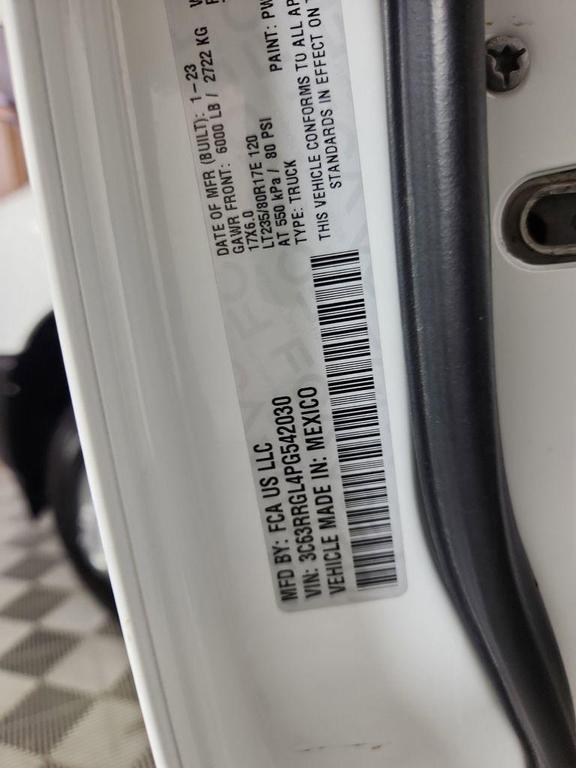 MFD BY: FCA US LLC
DATE OF MFR (BUILT): 1-23
GAWR FRONT: 6000 LB / 2722 KG
17X6.0
LT235/80R17E 120
AT 550 kPa / 80 PSI
PAINT: PW
TYPE: TRUCK
THIS VEHICLE CONFORMS TO ALL AP
STANDARDS IN EFFECT ON T
VIN: 3C63RRGL4PG542030
VEHICLE MADE IN: MEXICO